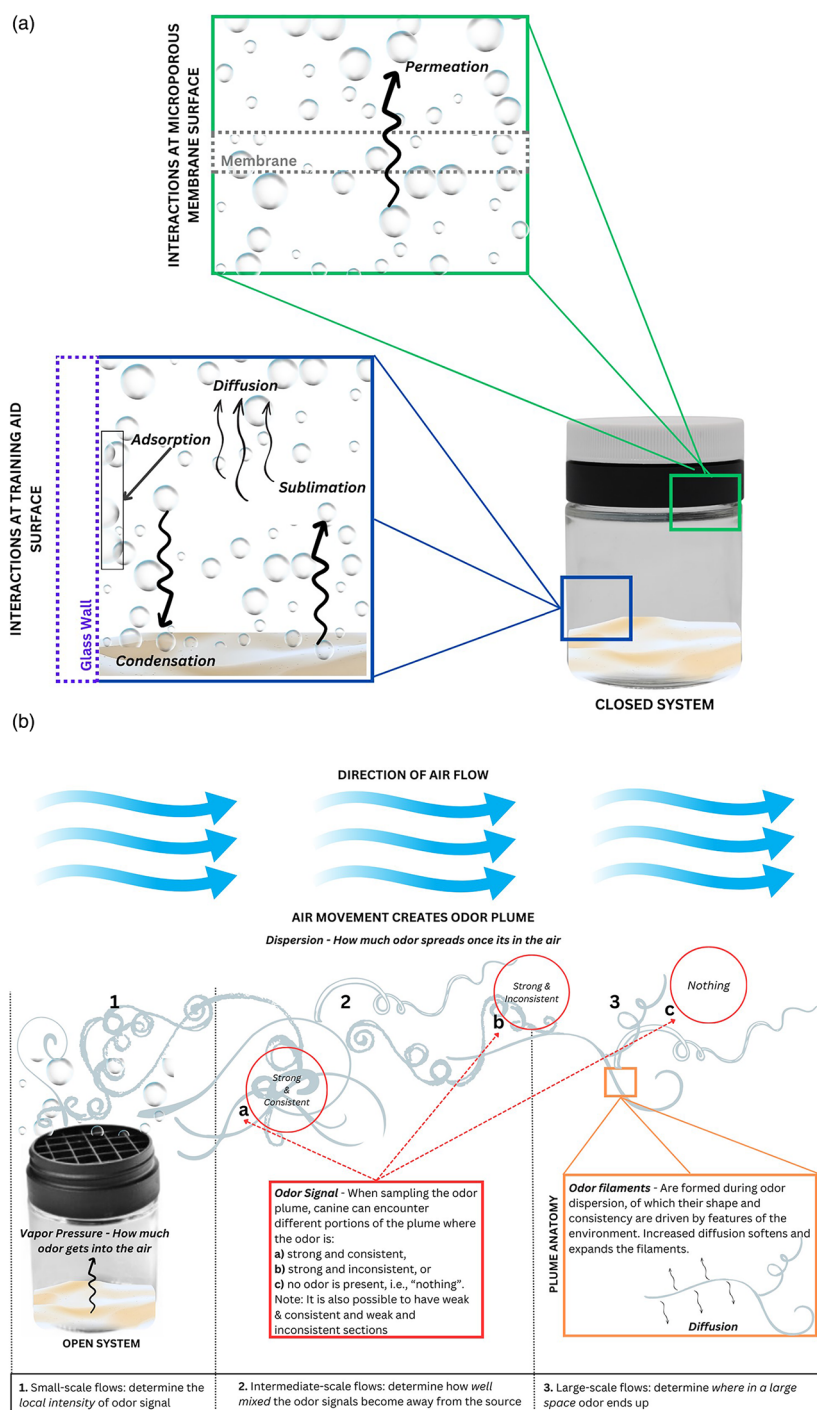 (a)
INTERACTIONS AT MICROPOROUS
MEMBRANE SURFACE
Permeation
Membrane
INTERACTIONS AT TRAINING AID
SURFACE
Glass Wall
Diffusion
Adsorption
Sublimation
Condensation
CLOSED SYSTEM
(b)
DIRECTION OF AIR FLOW
AIR MOVEMENT CREATES ODOR PLUME
Dispersion - How much odor spreads once its in the air
1
2
3
Strong
&
Consistent
a
Strong &
Inconsistent
b
Nothing
c
Vapor Pressure - How much
odor gets into the air
OPEN SYSTEM
Odor Signal - When sampling the odor
plume, canine can encounter
different portions of the plume where
the odor is:
a) strong and consistent,
b) strong and inconsistent, or
c) no odor is present, i.e., “nothing”.
Note: It is also possible to have weak
& consistent and weak and
inconsistent sections
PLUME ANATOMY
Odor filaments - Are formed during odor
dispersion, of which their shape and
consistency are driven by features of the
environment. Increased diffusion softens and
expands the filaments.
Diffusion
1. Small-scale flows: determine the
local intensity of odor signal
2. Intermediate-scale flows: determine how well
mixed the odor signals become away from the source
3. Large-scale flows: determine where in a large
space odor ends up